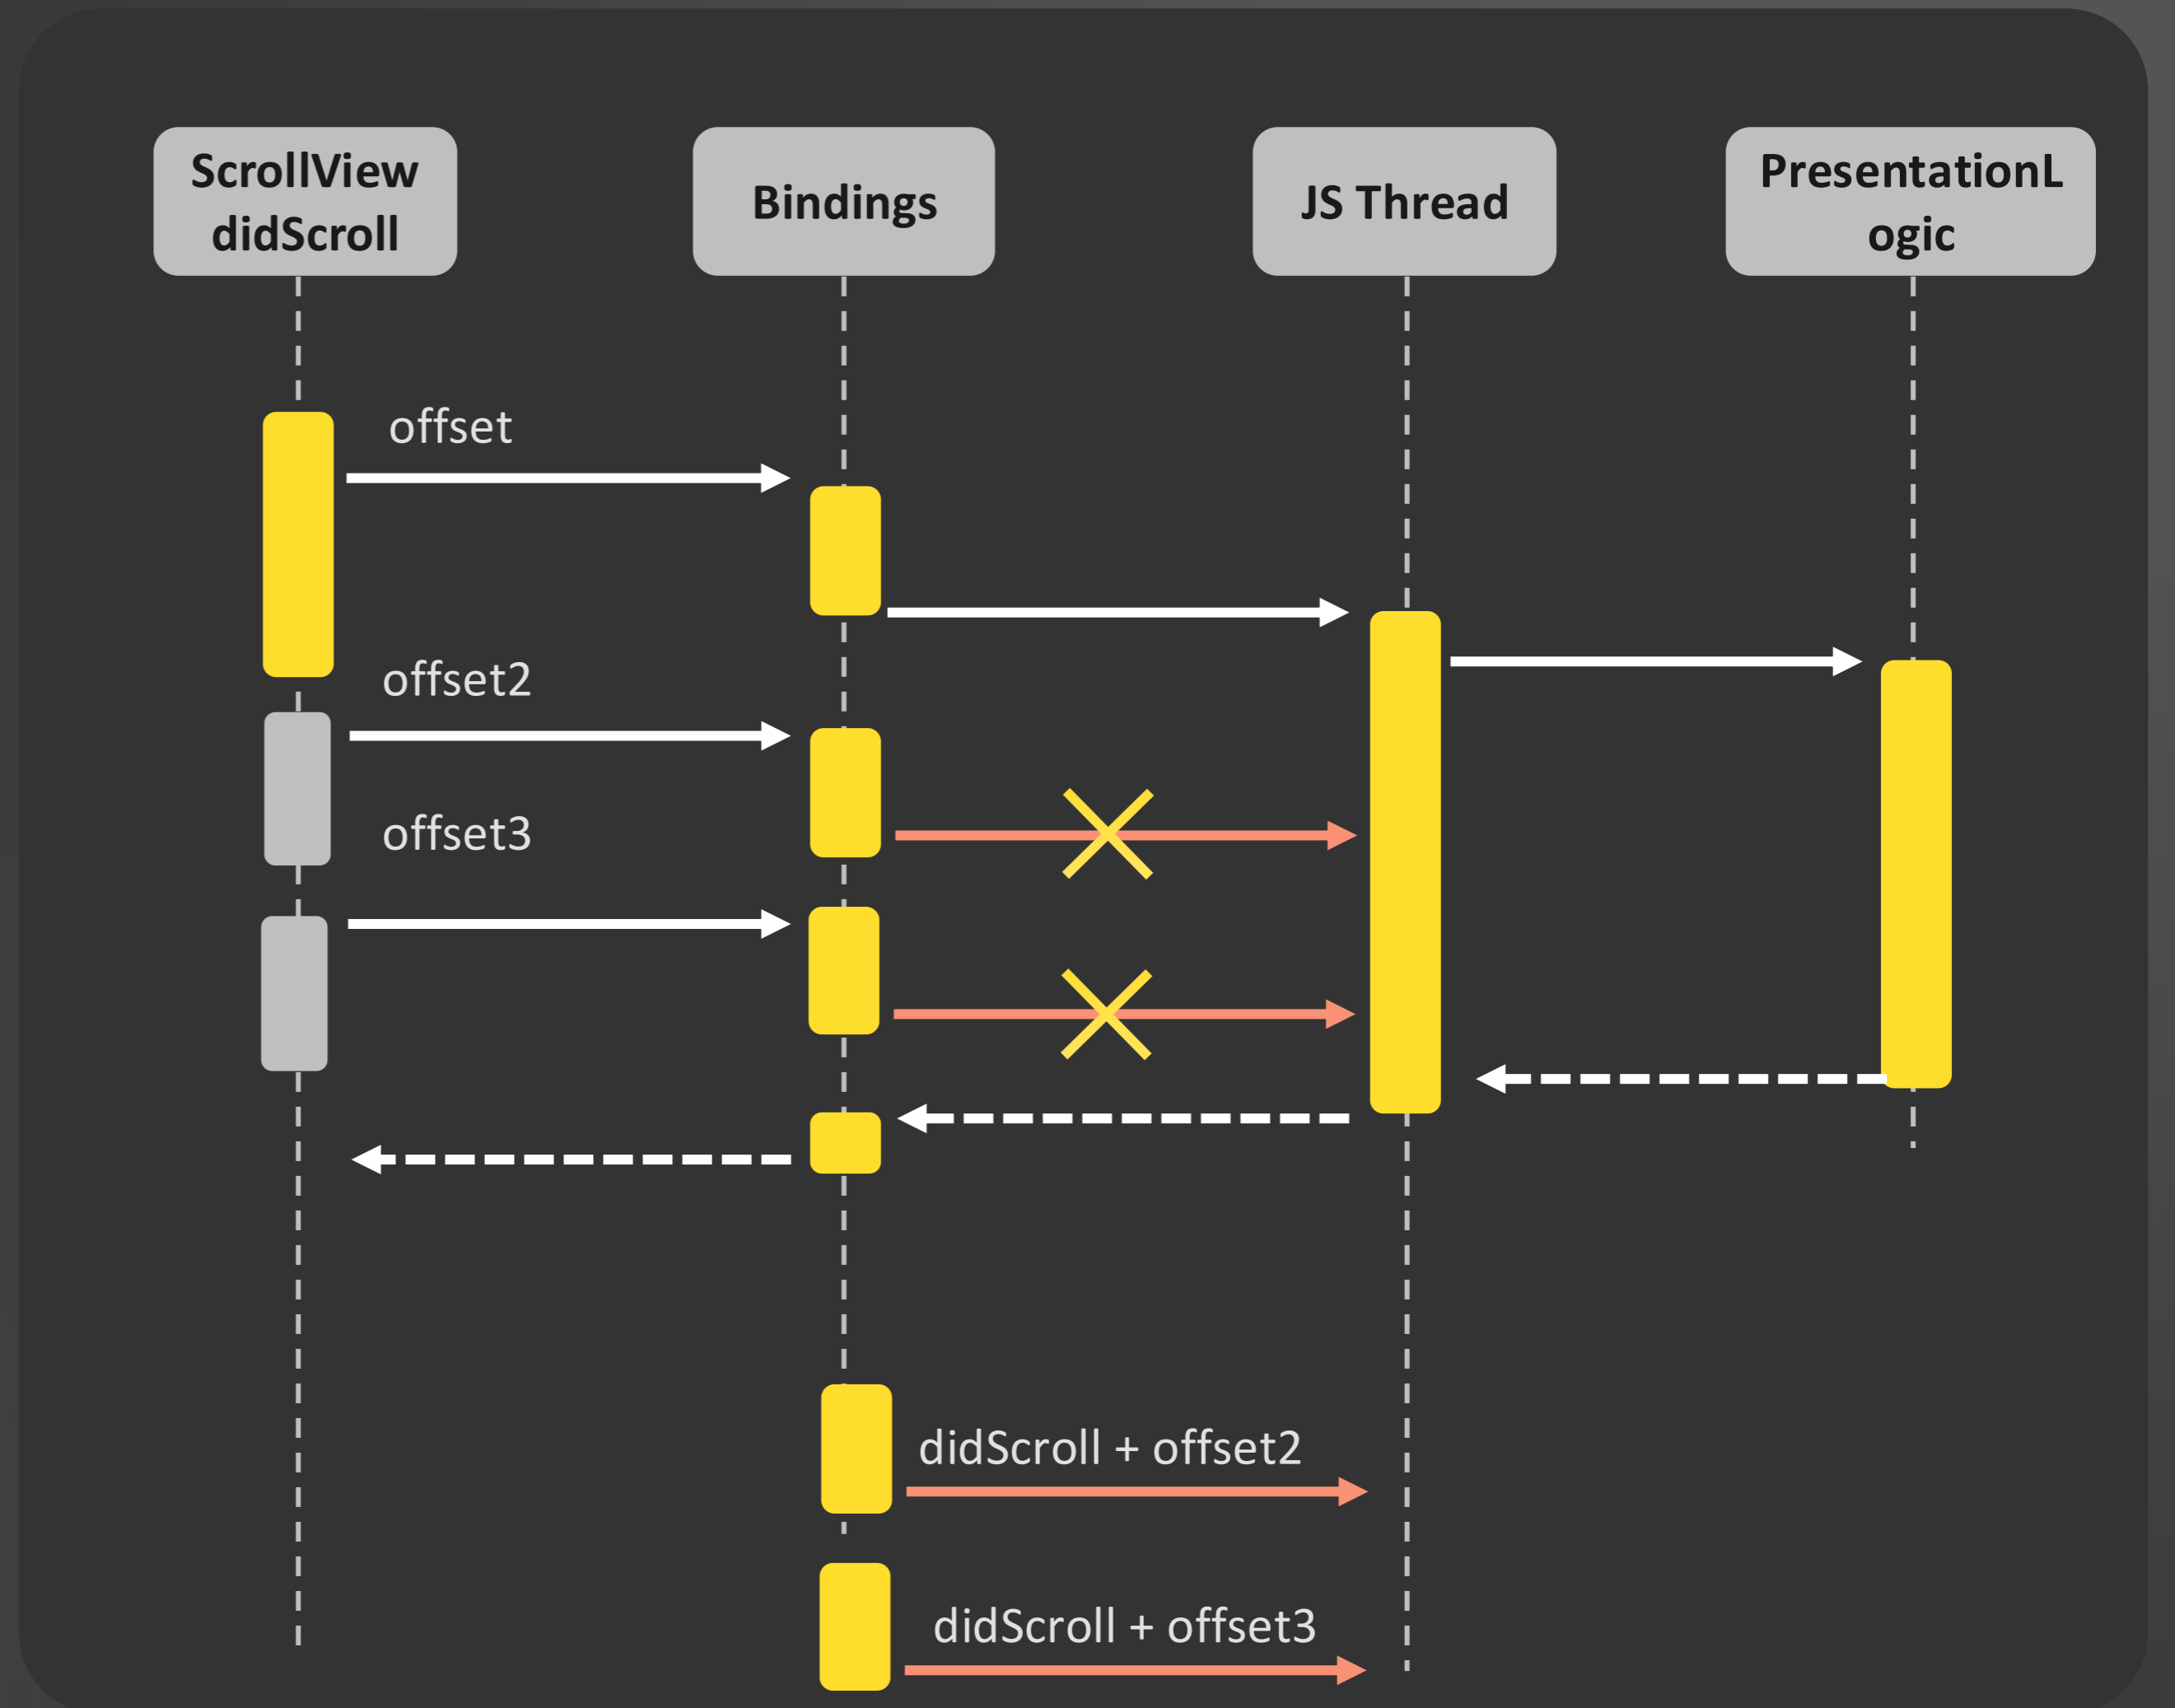 ScrollView
didScroll
Bindings
JS Thread
PresentationL
ogic
offset
offset2
offset3
didScroll + offset2
didScroll + offset3